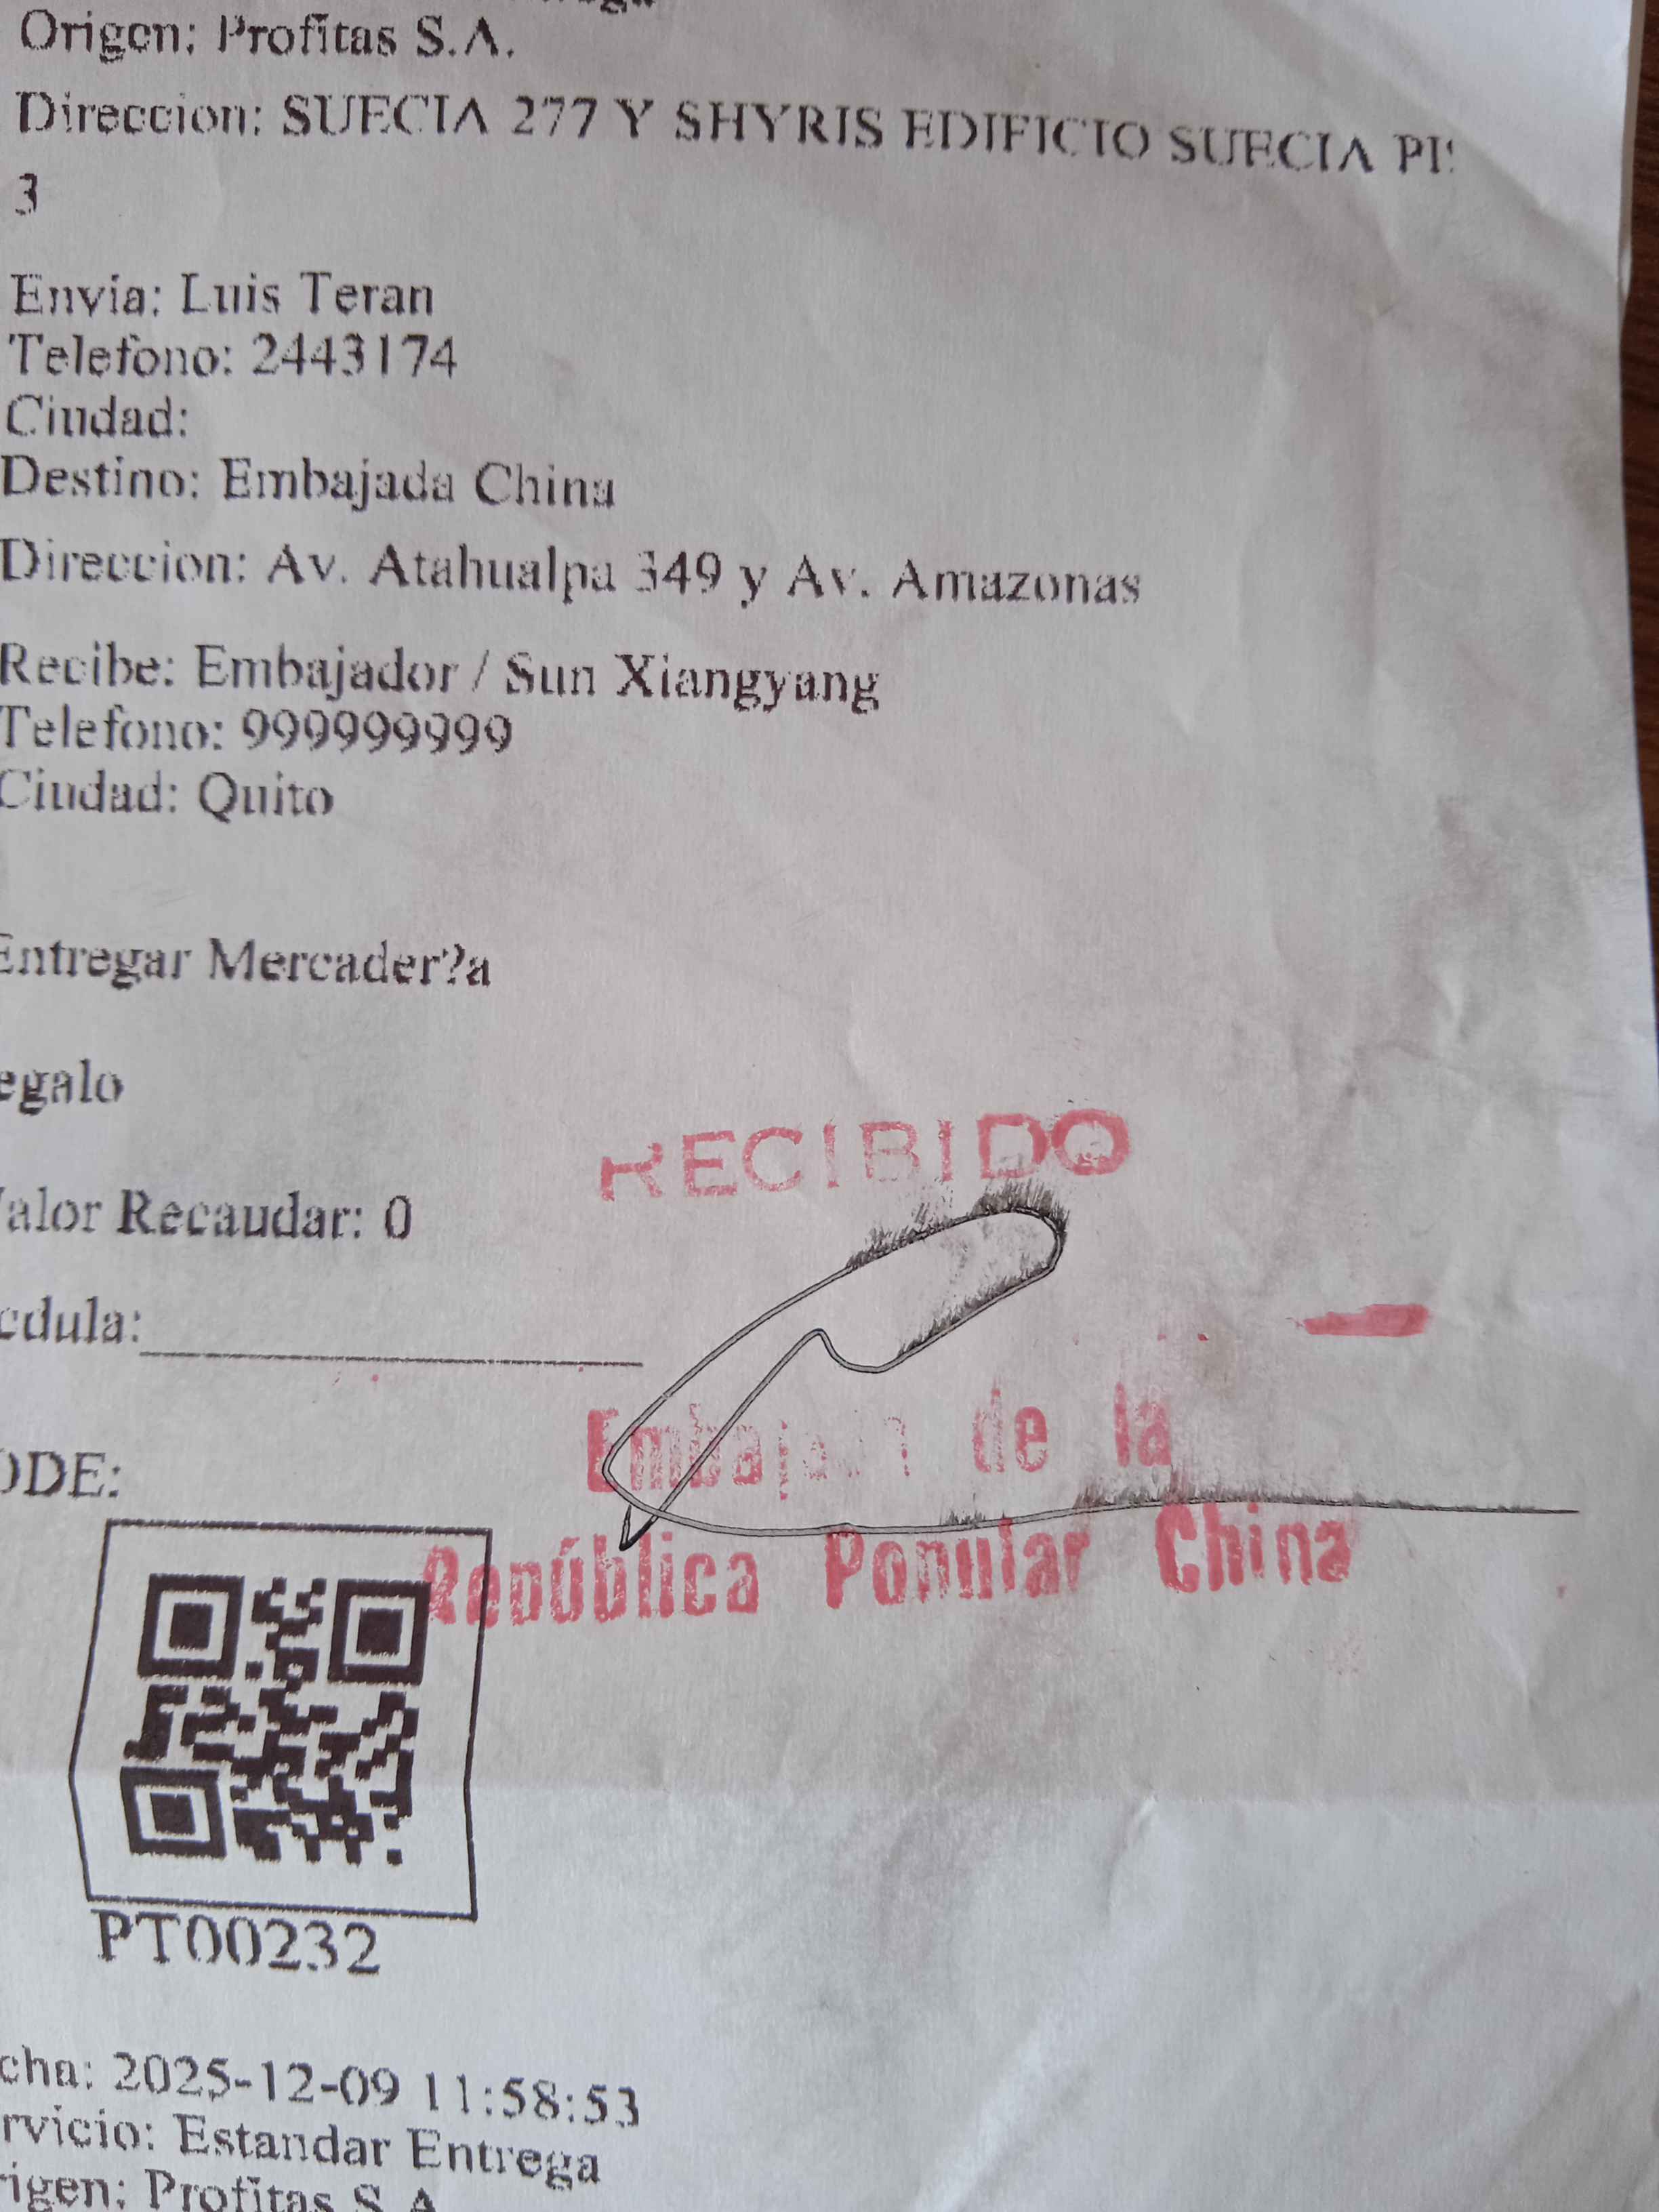 Origen: Profitas S.A.
Direccion: SUECIA 277 Y SHYRIS EDIFICIO SUECIA PI
3
Envia: Luis Teran
Telefono: 2443174
Ciudad:
Destino: Embajada China
Direccion: Av. Atahualpa 349 y Av. Amazonas
Recibe: Embajador / Sun Xiangyang
Telefono: 999999999
Ciudad: Quito
Entregar Mercader?a
egalo
RECIBIDO
alor Recaudar: 0
edula:
Embajada de la
ODE:
República Popular China
PT00232
cha: 2025-12-09 11:58:53
rvicio: Estandar Entrega
rigen: Profitas S.A.